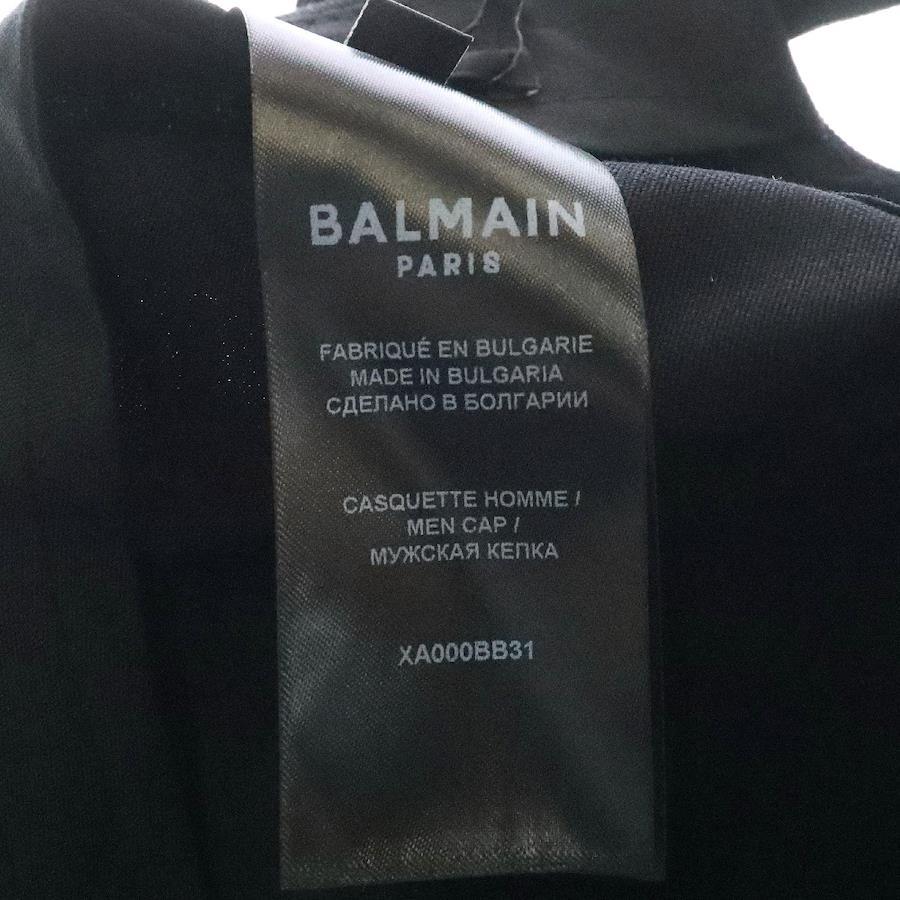 BALMAIN
PARIS
FABRIQUÉ EN BULGARIE
MADE IN BULGARIA
СДЕЛАНО В БОЛГАРИИ
CASQUETTE HOMME /
MEN CAP /
МУЖСКАЯ КЕПКА
XA000BB31